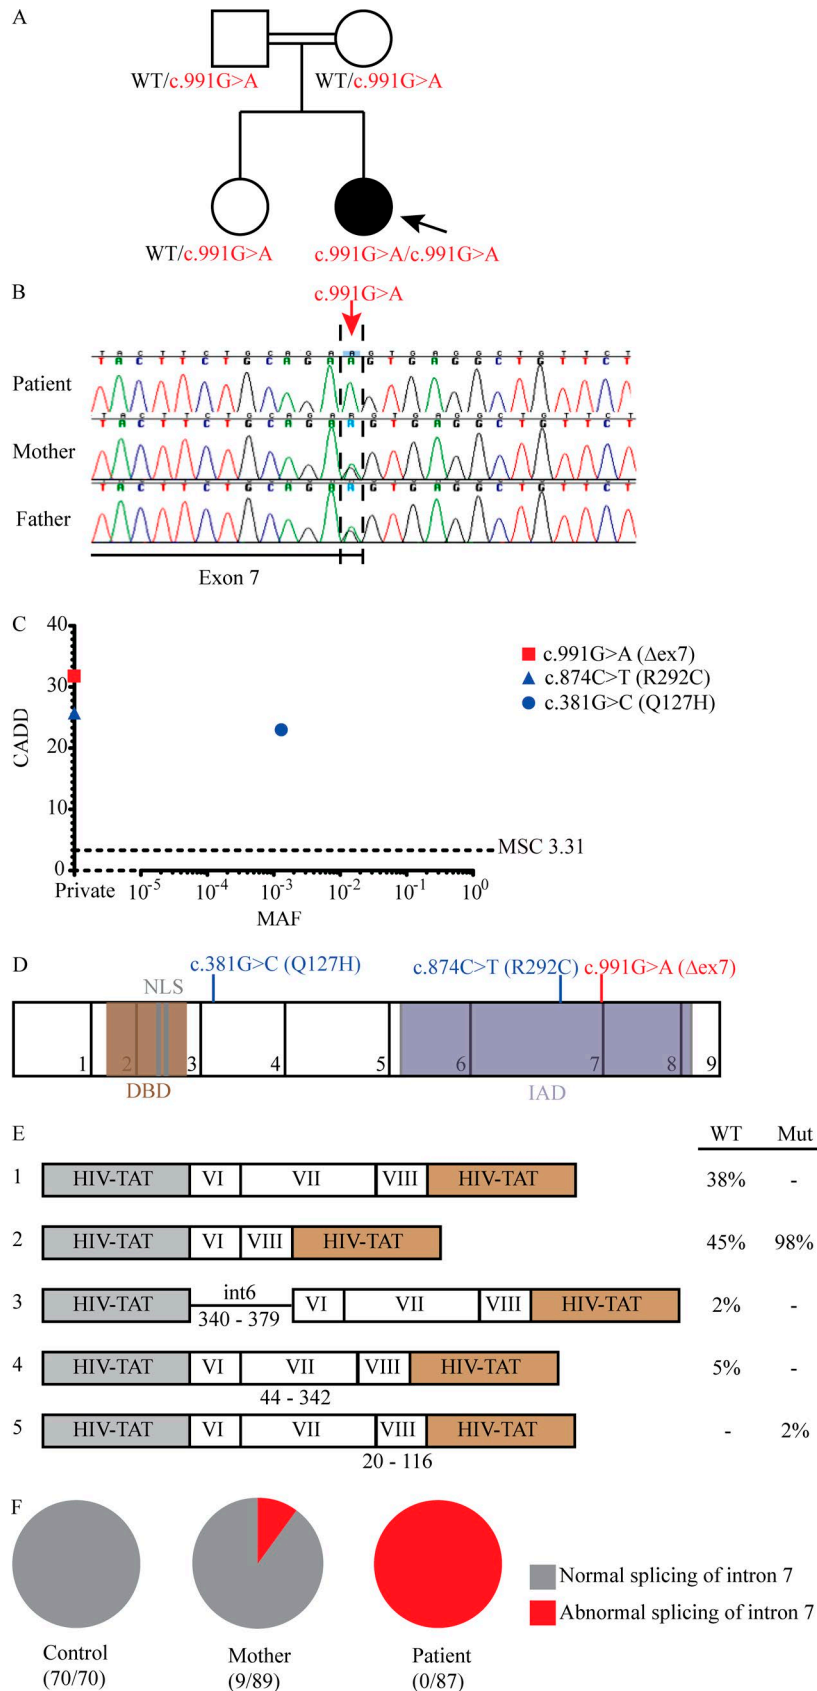 A
WT/c.991G>A WT/c.991G>A
WT/c.991G>A c.991G>A/c.991G>A
B
c.991G>A
T A C T T C T G C A G A A G T G A G G C T G T T C T
T A C T T C T G C A G A A G T G A G G C T G T T C T
Patient
T A C T T C T G C A G A A G T G A G G C T G T T C T
Mother
T A C T T C T G C A G A A G T G A G G C T G T T C T
Father
Exon 7
C
40
30
20
10
0
CADD
c.991G>A (Δex7)
c.874C>T (R292C)
c.381G>C (Q127H)
MSC 3.31
Private 10-5 10-4 10-3 10-2 10-1 100
MAF
D
c.381G>C (Q127H) c.874C>T (R292C) c.991G>A (Δex7)
NLS
1 2 3 4 5 6 7 8 9
DBD IAD
E
WT Mut
1 HIV-TAT VI VII VIII HIV-TAT 38% -
2 HIV-TAT VI VIII HIV-TAT 45% 98%
3 HIV-TAT int6 VI VII VIII HIV-TAT 2% -
340 - 379
4 HIV-TAT VI VII VIII HIV-TAT 5% -
44 - 342
5 HIV-TAT VI VII VIII HIV-TAT - 2%
20 - 116
F
Normal splicing of intron 7
Abnormal splicing of intron 7
Control Mother Patient
(70/70) (9/89) (0/87)